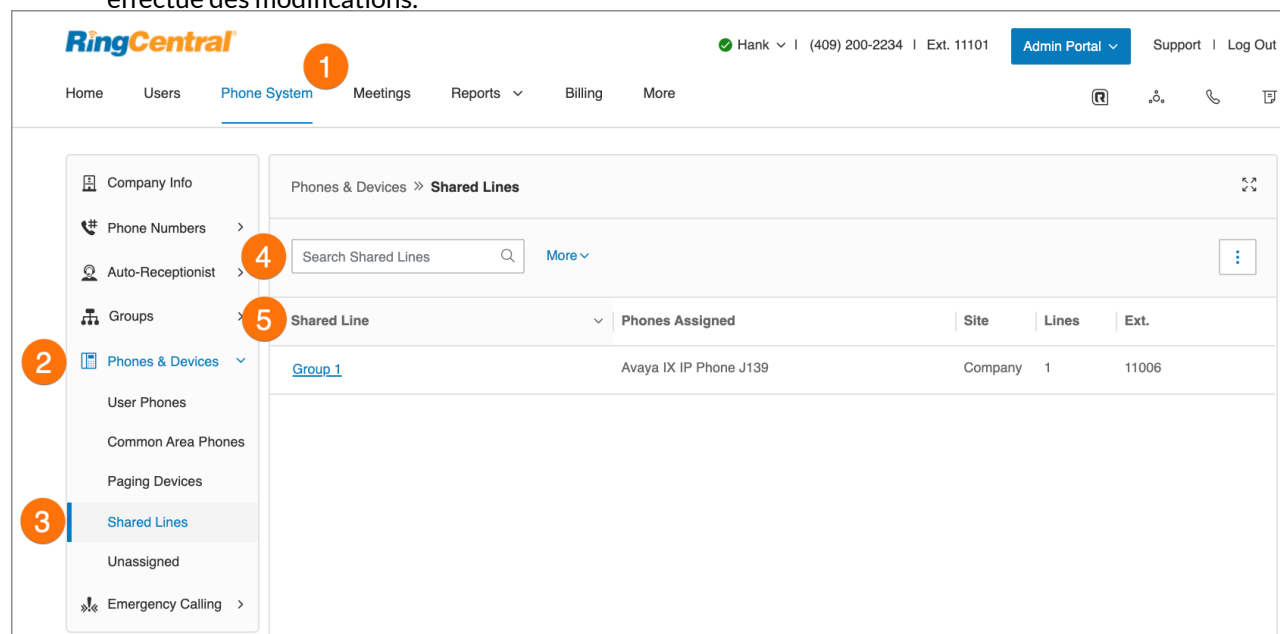 effectué des modifications.
RingCentral
Hank | (409) 200-2234 | Ext. 11101 Admin Portal Support | Log Out
1
Home Users Phone System Meetings Reports Billing More
Company Info
Phone Numbers
Auto-Receptionist
Groups
2 Phones & Devices
User Phones
Common Area Phones
Paging Devices
3 Shared Lines
Unassigned
Emergency Calling
Phones & Devices » Shared Lines
4 Search Shared Lines More
5 Shared Line Phones Assigned Site Lines Ext.
Group 1 Avaya IX IP Phone J139 Company 1 11006